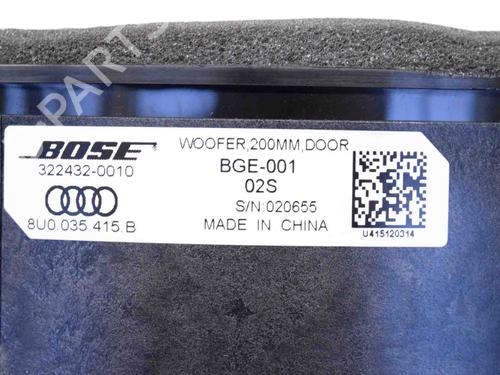 BOSE
322432-0010
8U0.035.415.B
WOOFER,200MM,DOOR
BGE-001
02S
S/N:020655
MADE IN CHINA
U415120314